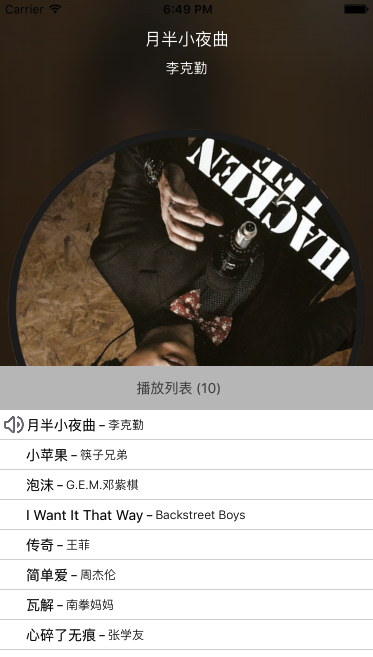 Carrier 6:49 PM
月半小夜曲
李克勤
HACKEN
LEE
播放列表 (10)
月半小夜曲 – 李克勤
小苹果 – 筷子兄弟
泡沫 – G.E.M.邓紫棋
I Want It That Way – Backstreet Boys
传奇 – 王菲
简单爱 – 周杰伦
瓦解 – 南拳妈妈
心碎了无痕 – 张学友